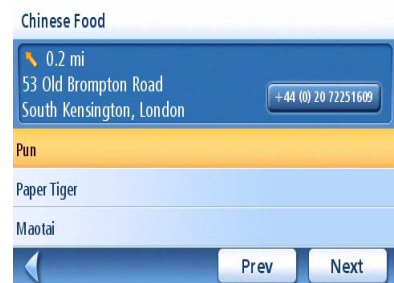 Chinese Food
0.2 mi
53 Old Brompton Road
South Kensington, London
+44 (0) 20 72251609
Pun
Paper Tiger
Maotai
Prev
Next